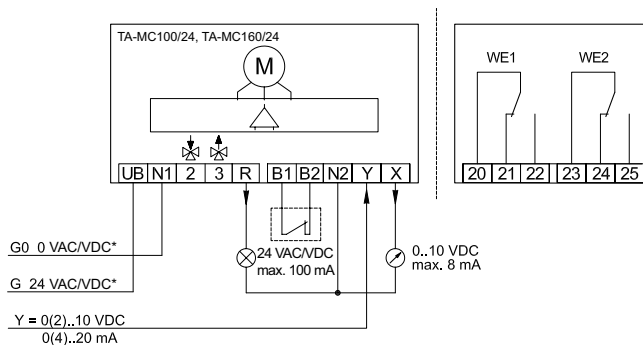 TA-MC100/24, TA-MC160/24
M
WE1 WE2
UB N1 2 3 R B1 B2 N2 Y X
20 21 22 23 24 25
G0 0 VAC/VDC*
24 VAC/VDC
max. 100 mA
0..10 VDC
max. 8 mA
G 24 VAC/VDC*
Y = 0(2)..10 VDC
0(4)..20 mA